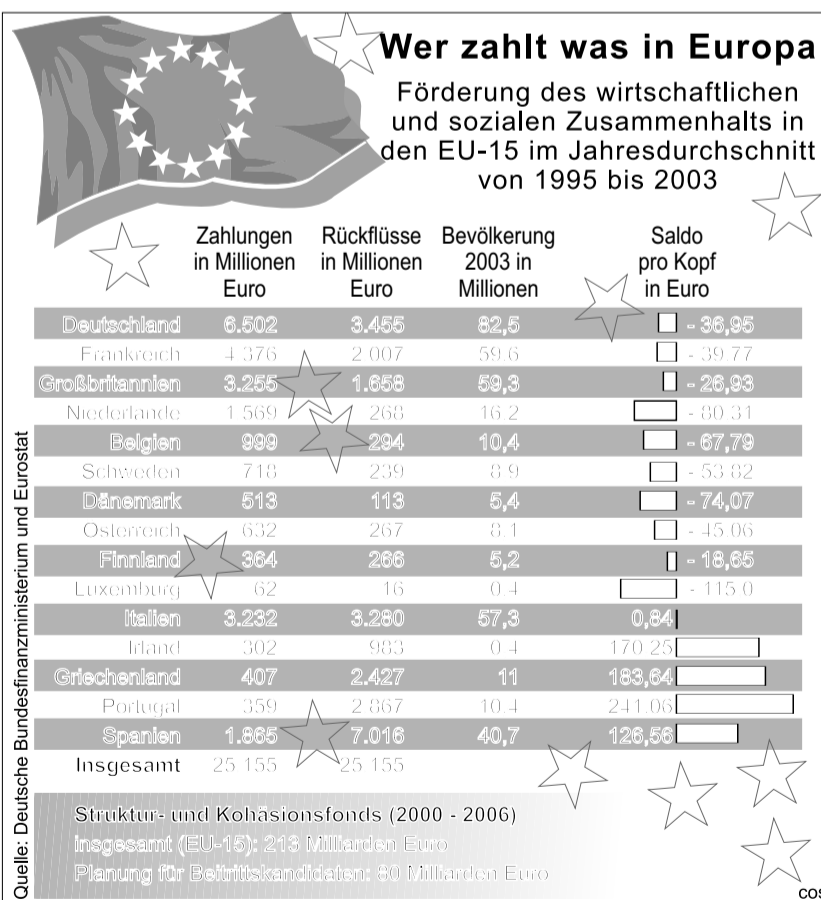 Wer zahlt was in Europa
Förderung des wirtschaftlichen
und sozialen Zusammenhalts in
den EU-15 im Jahresdurchschnitt
von 1995 bis 2003
Zahlungen in Millionen Euro Rückflüsse in Millionen Euro Bevölkerung 2003 in Millionen Saldo pro Kopf in Euro
Deutschland 6.502 3.455 82,5 - 36,95
Frankreich 4.376 2.007 59,6 - 39,77
Großbritannien 3.255 1.658 59,3 - 26,93
Niederlande 1.569 268 16,2 - 80,31
Belgien 999 294 10,4 - 67,79
Schweden 718 239 8,9 - 53,82
Dänemark 513 113 5,4 - 74,07
Österreich 632 267 8,1 - 45,06
Finnland 364 266 5,2 - 18,65
Luxemburg 62 16 0,4 - 115,0
Italien 3.232 3.280 57,3 0,84
Irland 302 983 0,4 170,25
Griechenland 407 2.427 11 183,64
Portugal 359 2.867 10,4 241,06
Spanien 1.865 7.016 40,7 126,56
Insgesamt 25.155 25.155
Struktur- und Kohäsionsfonds (2000 - 2006)
insgesamt (EU-15): 213 Milliarden Euro
Planung für Beitrittskandidaten: 80 Milliarden Euro
Quelle: Deutsche Bundesfinanzministerium und Eurostat
cos